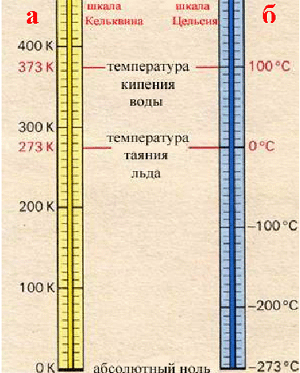 а
шкала
Кельквина
шкала
Цельсия
б
400 K
373 K
температура
кипения
воды
100°C
300 K
273 K
температура
таяния
льда
0°C
200 K
−100°C
100 K
−200°C
0 K
абсолютный ноль
−273°C